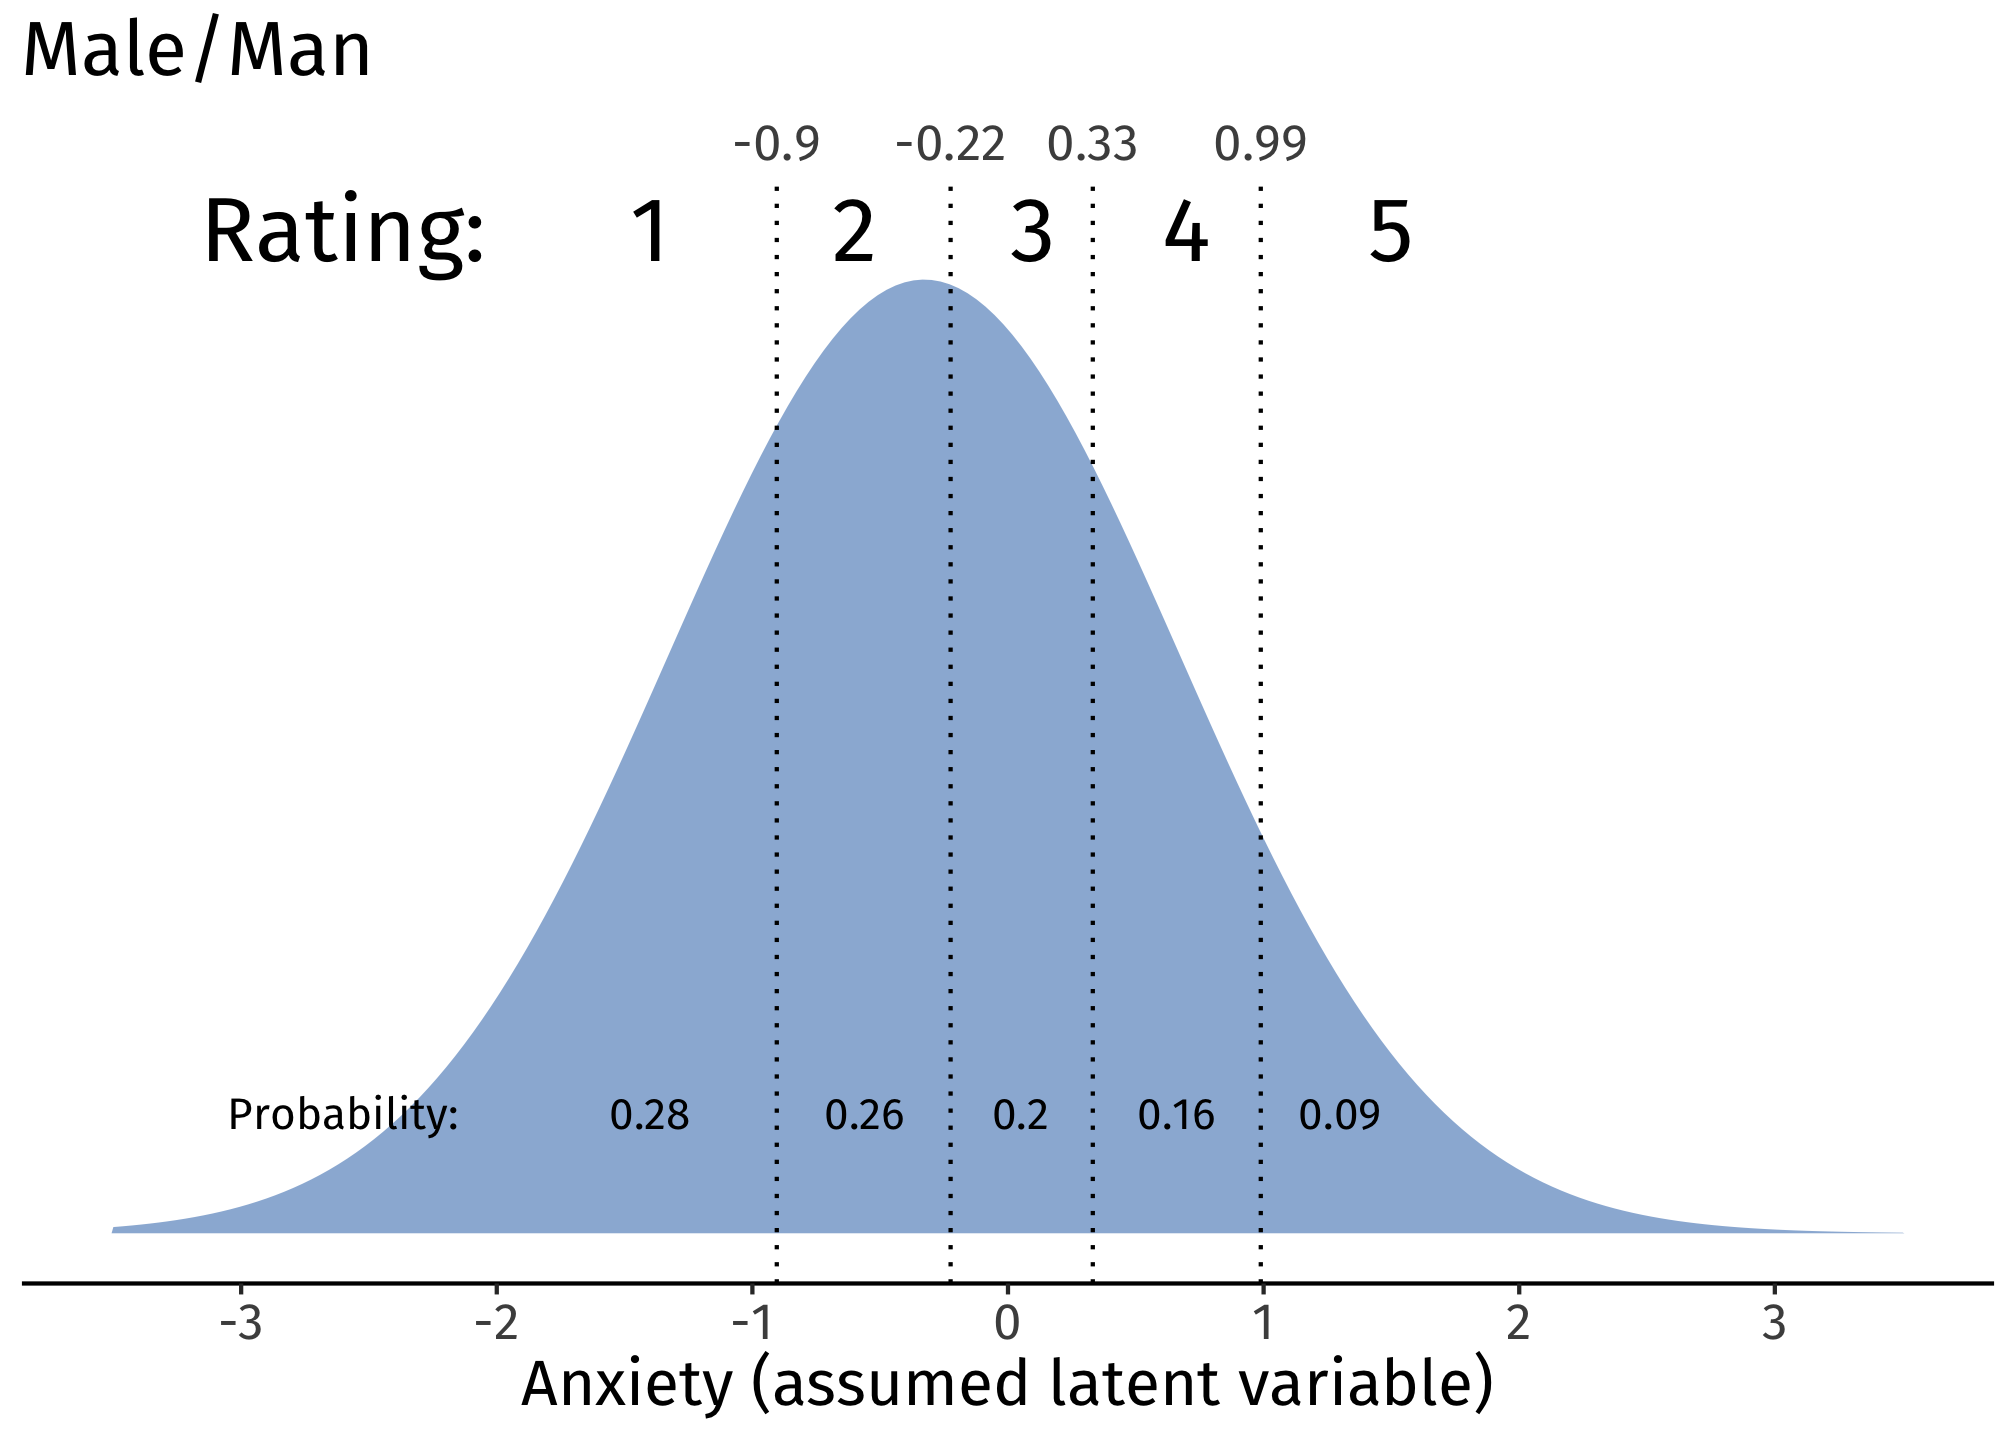 Male/Man
-0.9 -0.22 0.33 0.99
Rating: 1 2 3 4 5
Probability: 0.28 0.26 0.2 0.16 0.09
-3 -2 -1 0 1 2 3
Anxiety (assumed latent variable)